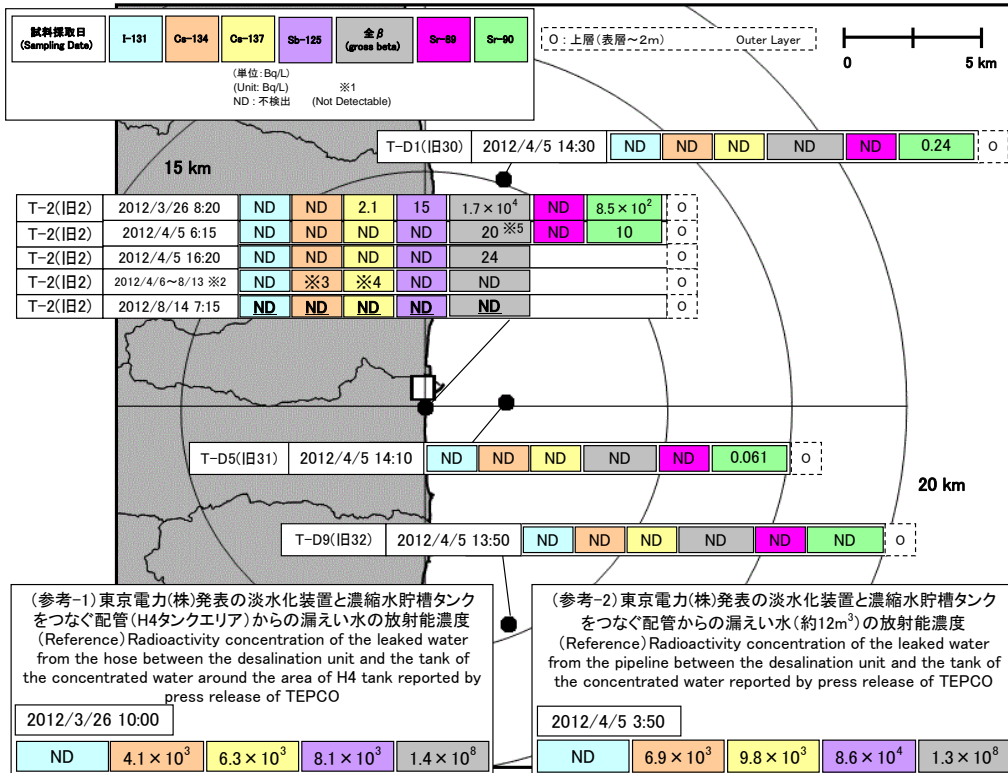 試料採取日 (Sampling Date) I-131 Cs-134 Cs-137 Sb-125 全β (gross beta) Sr-89 Sr-90
(単位:Bq/L)
(Unit: Bq/L) ※1
ND : 不検出 (Not Detectable)
O : 上層(表層～2m) Outer Layer
0 5 km
T-D1(旧30) 2012/4/5 14:30 ND ND ND ND ND 0.24 O
15 km
T-2(旧2) 2012/3/26 8:20 ND ND 2.1 15 1.7×10⁴ ND 8.5×10² O
T-2(旧2) 2012/4/5 6:15 ND ND ND ND 20 ※5 ND 10 O
T-2(旧2) 2012/4/5 16:20 ND ND ND ND 24 O
T-2(旧2) 2012/4/6～8/13 ※2 ND ※3 ※4 ND ND O
T-2(旧2) 2012/8/14 7:15 ND ND ND ND ND O
T-D5(旧31) 2012/4/5 14:10 ND ND ND ND ND 0.061 O
20 km
T-D9(旧32) 2012/4/5 13:50 ND ND ND ND ND ND O
(参考-1)東京電力(株)発表の淡水化装置と濃縮水貯槽タンク
をつなぐ配管(H4タンクエリア)からの漏えい水の放射能濃度
(Reference) Radioactivity concentration of the leaked water
from the hose between the desalination unit and the tank of
the concentrated water around the area of H4 tank reported by
press release of TEPCO
2012/3/26 10:00
ND 4.1×10³ 6.3×10³ 8.1×10³ 1.4×10⁸
(参考-2)東京電力(株)発表の淡水化装置と濃縮水貯槽タンク
をつなぐ配管からの漏えい水(約12m³)の放射能濃度
(Reference) Radioactivity concentration of the leaked water
from the pipeline between the desalination unit and the tank of
the concentrated water reported by press release of TEPCO
2012/4/5 3:50
ND 6.9×10³ 9.8×10³ 8.6×10⁴ 1.3×10⁸